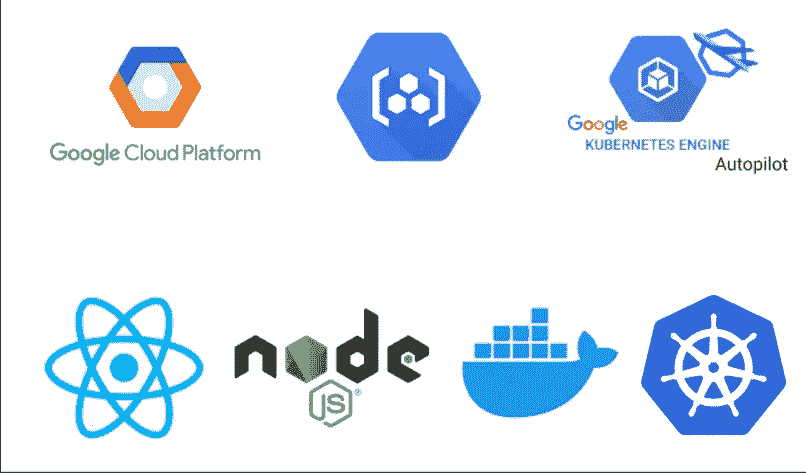 Google Cloud Platform
Google
KUBERNETES ENGINE
Autopilot
node
JS®